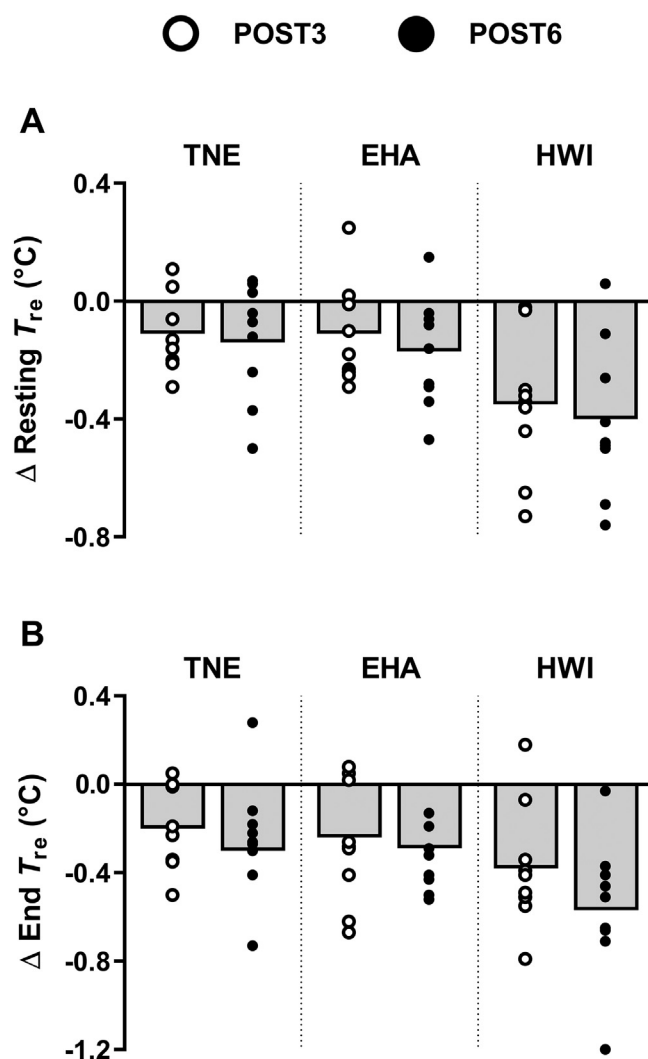 POST3 POST6
A
TNE EHA HWI
0.4
0.0
-0.4
-0.8
Δ Resting Tre (°C)
B
TNE EHA HWI
0.4
0.0
-0.4
-0.8
-1.2
Δ End Tre (°C)